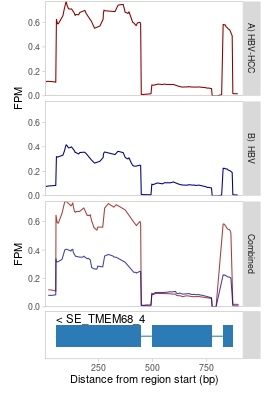 A) HBV-HCC
0.6
0.4
0.2
0.0
FPM
B) HBV
0.6
0.4
0.2
0.0
Combined
0.6
0.4
0.2
0.0
FPM
< SE_TMEM68_4
250
500
750
Distance from region start (bp)